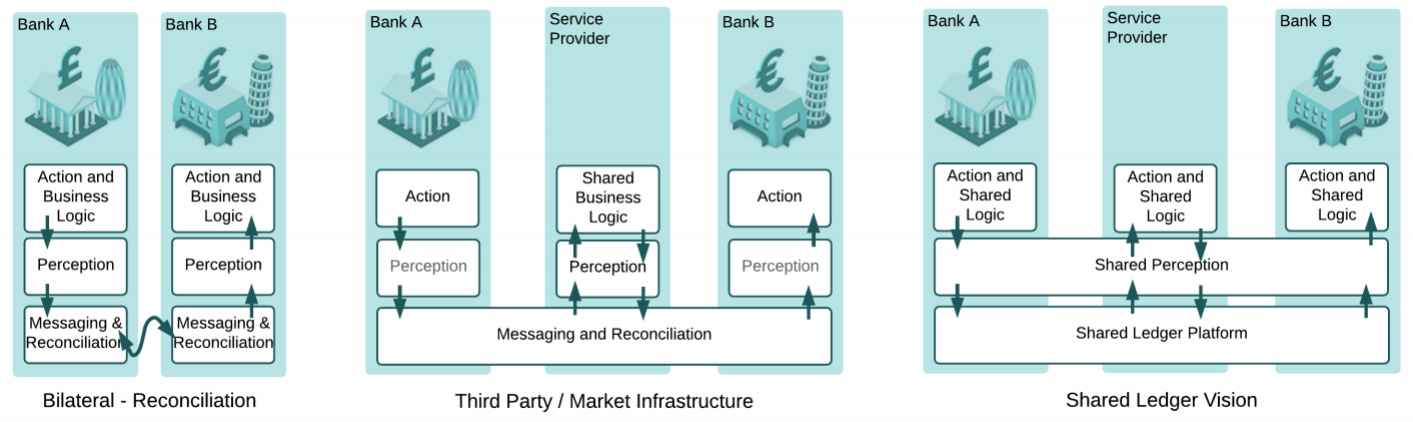 Bank A
£
Action and
Business
Logic
Perception
Messaging &
Reconciliation
Bank B
€
Action and
Business
Logic
Perception
Messaging &
Reconciliation
Bilateral - Reconciliation
Bank A
£
Action
Perception
Service
Provider
Shared
Business
Logic
Perception
Bank B
€
Action
Perception
Messaging and Reconciliation
Third Party / Market Infrastructure
Bank A
£
Action and
Shared
Logic
Service
Provider
Action and
Shared
Logic
Bank B
€
Action and
Shared
Logic
Shared Perception
Shared Ledger Platform
Shared Ledger Vision